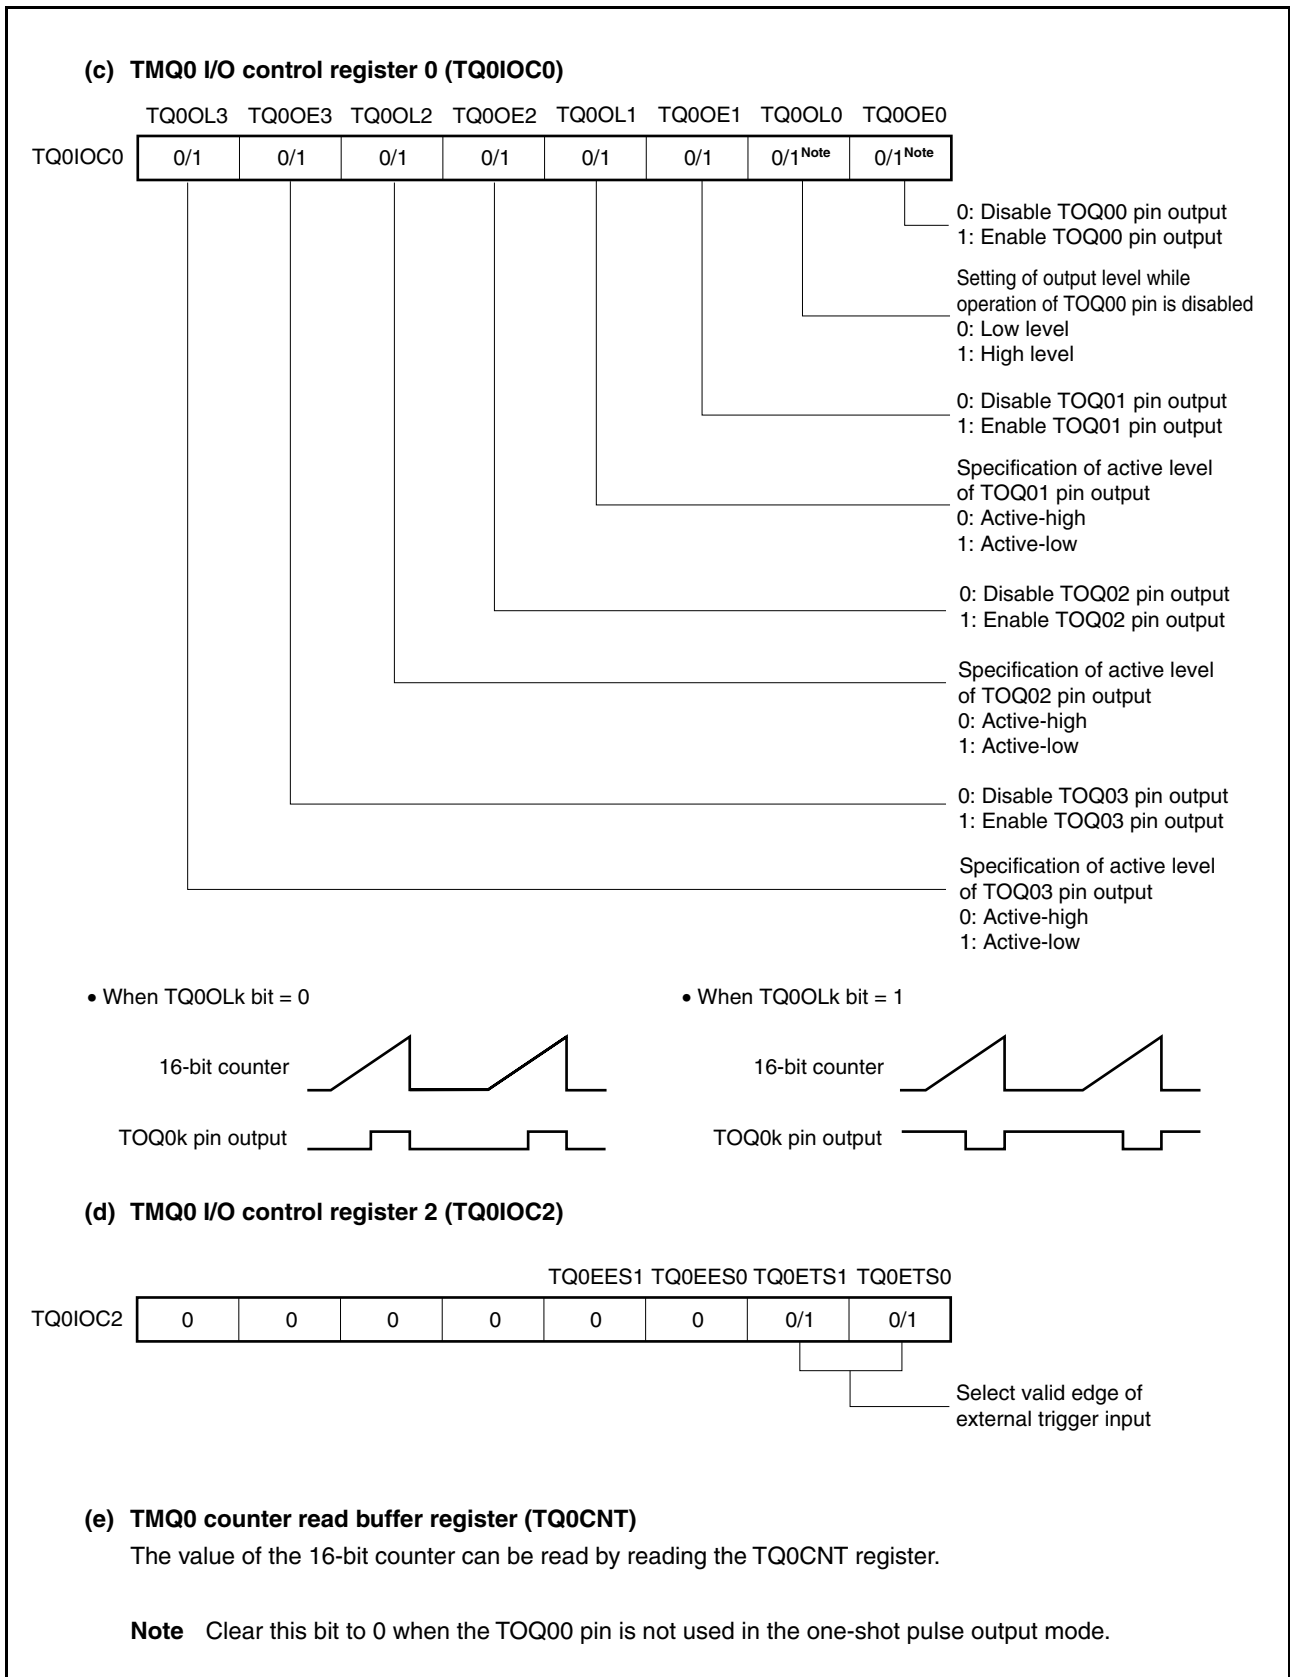 (c) TMQ0 I/O control register 0 (TQ0IOC0)
TQ0OL3 TQ0OE3 TQ0OL2 TQ0OE2 TQ0OL1 TQ0OE1 TQ0OL0 TQ0OE0
TQ0IOC0 0/1 0/1 0/1 0/1 0/1 0/1 0/1Note 0/1Note
0: Disable TOQ00 pin output
1: Enable TOQ00 pin output
Setting of output level while
operation of TOQ00 pin is disabled
0: Low level
1: High level
0: Disable TOQ01 pin output
1: Enable TOQ01 pin output
Specification of active level
of TOQ01 pin output
0: Active-high
1: Active-low
0: Disable TOQ02 pin output
1: Enable TOQ02 pin output
Specification of active level
of TOQ02 pin output
0: Active-high
1: Active-low
0: Disable TOQ03 pin output
1: Enable TOQ03 pin output
Specification of active level
of TOQ03 pin output
0: Active-high
1: Active-low
• When TQ0OLk bit = 0
16-bit counter
TOQ0k pin output
• When TQ0OLk bit = 1
16-bit counter
TOQ0k pin output
(d) TMQ0 I/O control register 2 (TQ0IOC2)
TQ0EES1 TQ0EES0 TQ0ETS1 TQ0ETS0
TQ0IOC2 0 0 0 0 0 0 0/1 0/1
Select valid edge of
external trigger input
(e) TMQ0 counter read buffer register (TQ0CNT)
The value of the 16-bit counter can be read by reading the TQ0CNT register.
Note Clear this bit to 0 when the TOQ00 pin is not used in the one-shot pulse output mode.